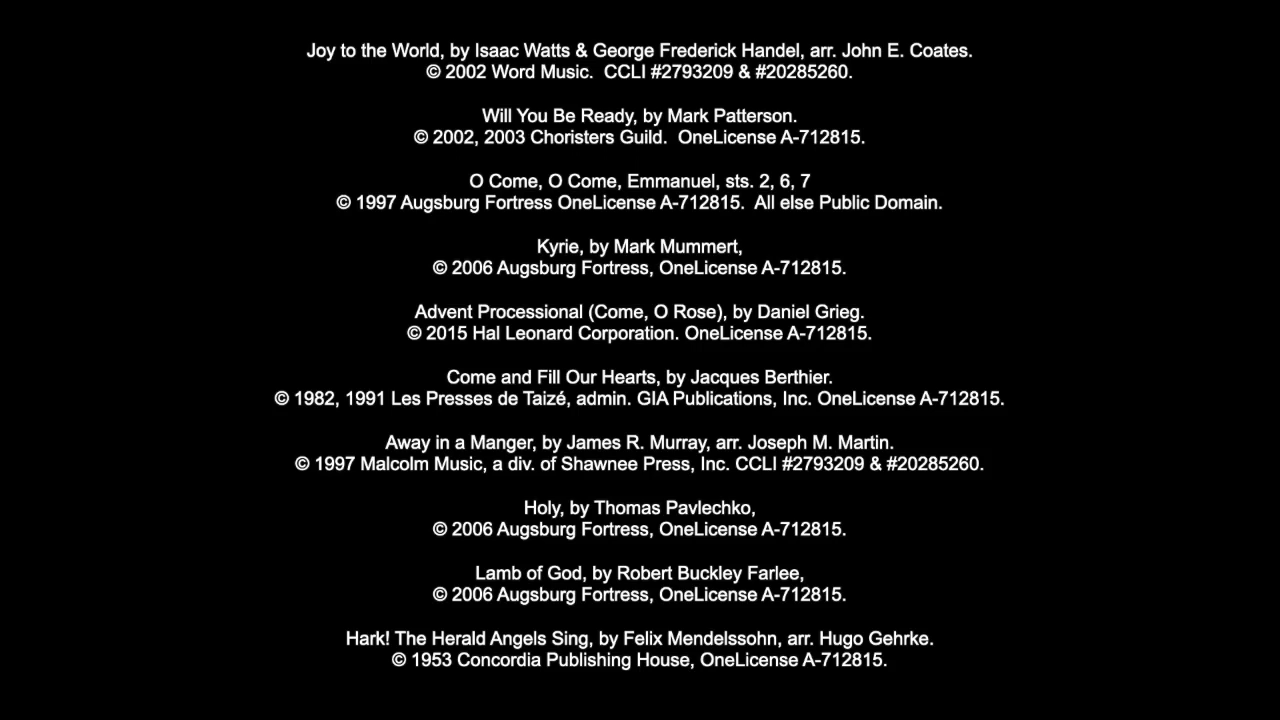 Joy to the World, by Isaac Watts & George Frederick Handel, arr. John E. Coates.
© 2002 Word Music.  CCLI #2793209 & #20285260.
Will You Be Ready, by Mark Patterson.
© 2002, 2003 Choristers Guild.  OneLicense A-712815.
O Come, O Come, Emmanuel, sts. 2, 6, 7
© 1997 Augsburg Fortress OneLicense A-712815.  All else Public Domain.
Kyrie, by Mark Mummert,
© 2006 Augsburg Fortress, OneLicense A-712815.
Advent Processional (Come, O Rose), by Daniel Grieg.
© 2015 Hal Leonard Corporation. OneLicense A-712815.
Come and Fill Our Hearts, by Jacques Berthier.
© 1982, 1991 Les Presses de Taizé, admin. GIA Publications, Inc. OneLicense A-712815.
Away in a Manger, by James R. Murray, arr. Joseph M. Martin.
© 1997 Malcolm Music, a div. of Shawnee Press, Inc. CCLI #2793209 & #20285260.
Holy, by Thomas Pavlechko,
© 2006 Augsburg Fortress, OneLicense A-712815.
Lamb of God, by Robert Buckley Farlee,
© 2006 Augsburg Fortress, OneLicense A-712815.
Hark! The Herald Angels Sing, by Felix Mendelssohn, arr. Hugo Gehrke.
© 1953 Concordia Publishing House, OneLicense A-712815.